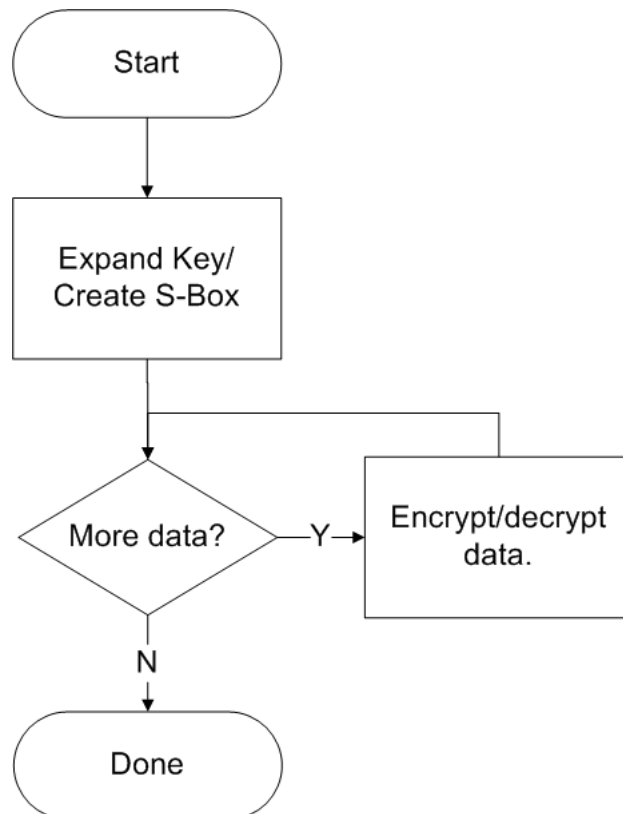 Start
Expand Key/
Create S-Box
More data?
Y
Encrypt/decrypt
data.
N
Done